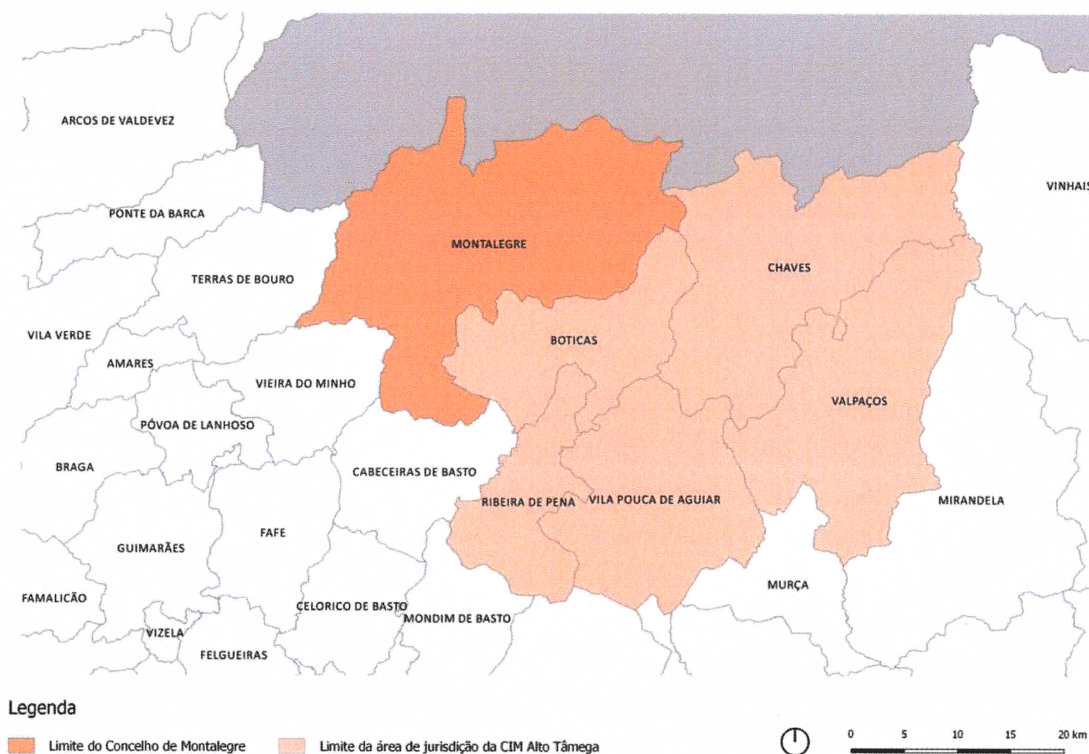 ARCOS DE VALDEVEZ
VINHAIS
PONTE DA BARCA
MONTALEGRE
CHAVES
TERRAS DE BOURO
VILA VERDE
BOTICAS
AMARES
VIEIRA DO MINHO
VALPAÇOS
PÓVOA DE LANHOSO
BRAGA
CABECEIRAS DE BASTO
RIBEIRA DE PENA
VILA POUCA DE AGUIAR
MIRANDELA
FAFE
GUIMARÃES
MURÇA
FAMALICÃO
CELORICO DE BASTO
MONDIM DE BASTO
VIZELA
FELGUEIRAS
Legenda
Limite do Concelho de Montalegre
Limite da área de jurisdição da CIM Alto Tâmega
0 5 10 15 20 km